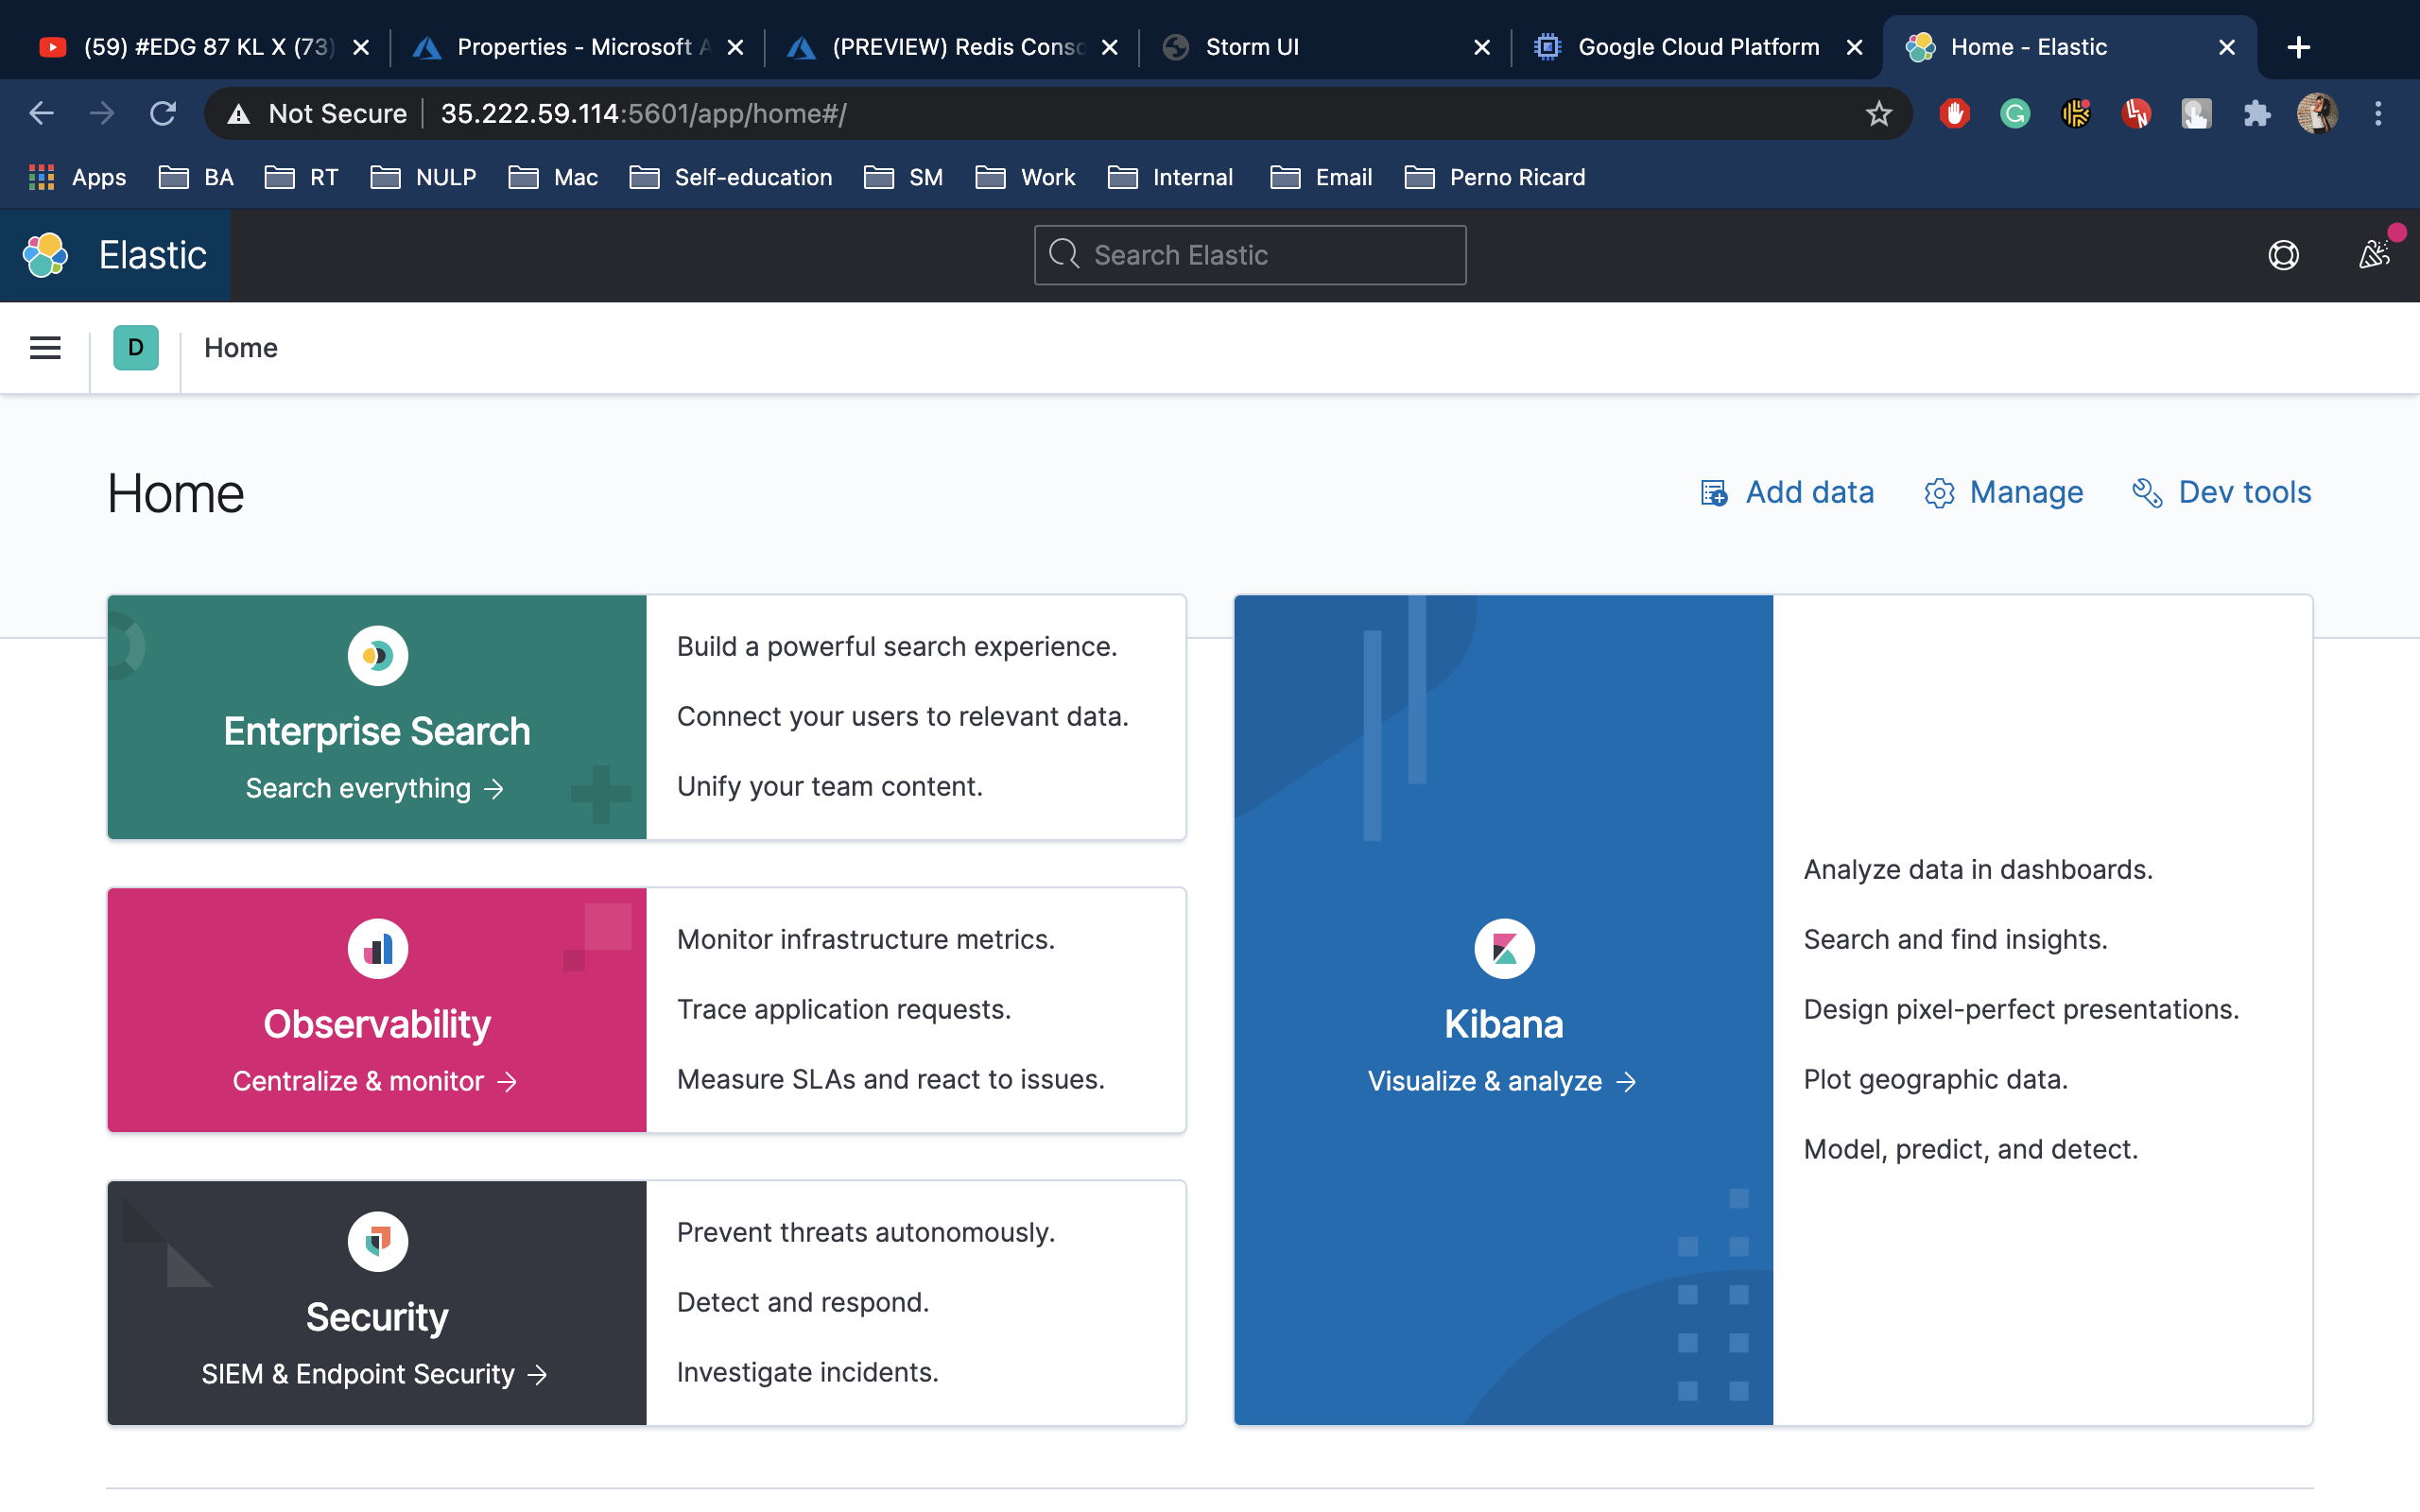 (59) #EDG 87 KL X (73)
Properties - Microsoft A
(PREVIEW) Redis Conso
Storm UI
Google Cloud Platform
Home - Elastic
Not Secure
35.222.59.114:5601/app/home#/
Apps
BA
RT
NULP
Mac
Self-education
SM
Work
Internal
Email
Perno Ricard
Elastic
Search Elastic
D
Home
Home
Add data
Manage
Dev tools
Enterprise Search
Search everything →
Build a powerful search experience.
Connect your users to relevant data.
Unify your team content.
Observability
Centralize & monitor →
Monitor infrastructure metrics.
Trace application requests.
Measure SLAs and react to issues.
Security
SIEM & Endpoint Security →
Prevent threats autonomously.
Detect and respond.
Investigate incidents.
Kibana
Visualize & analyze →
Analyze data in dashboards.
Search and find insights.
Design pixel-perfect presentations.
Plot geographic data.
Model, predict, and detect.